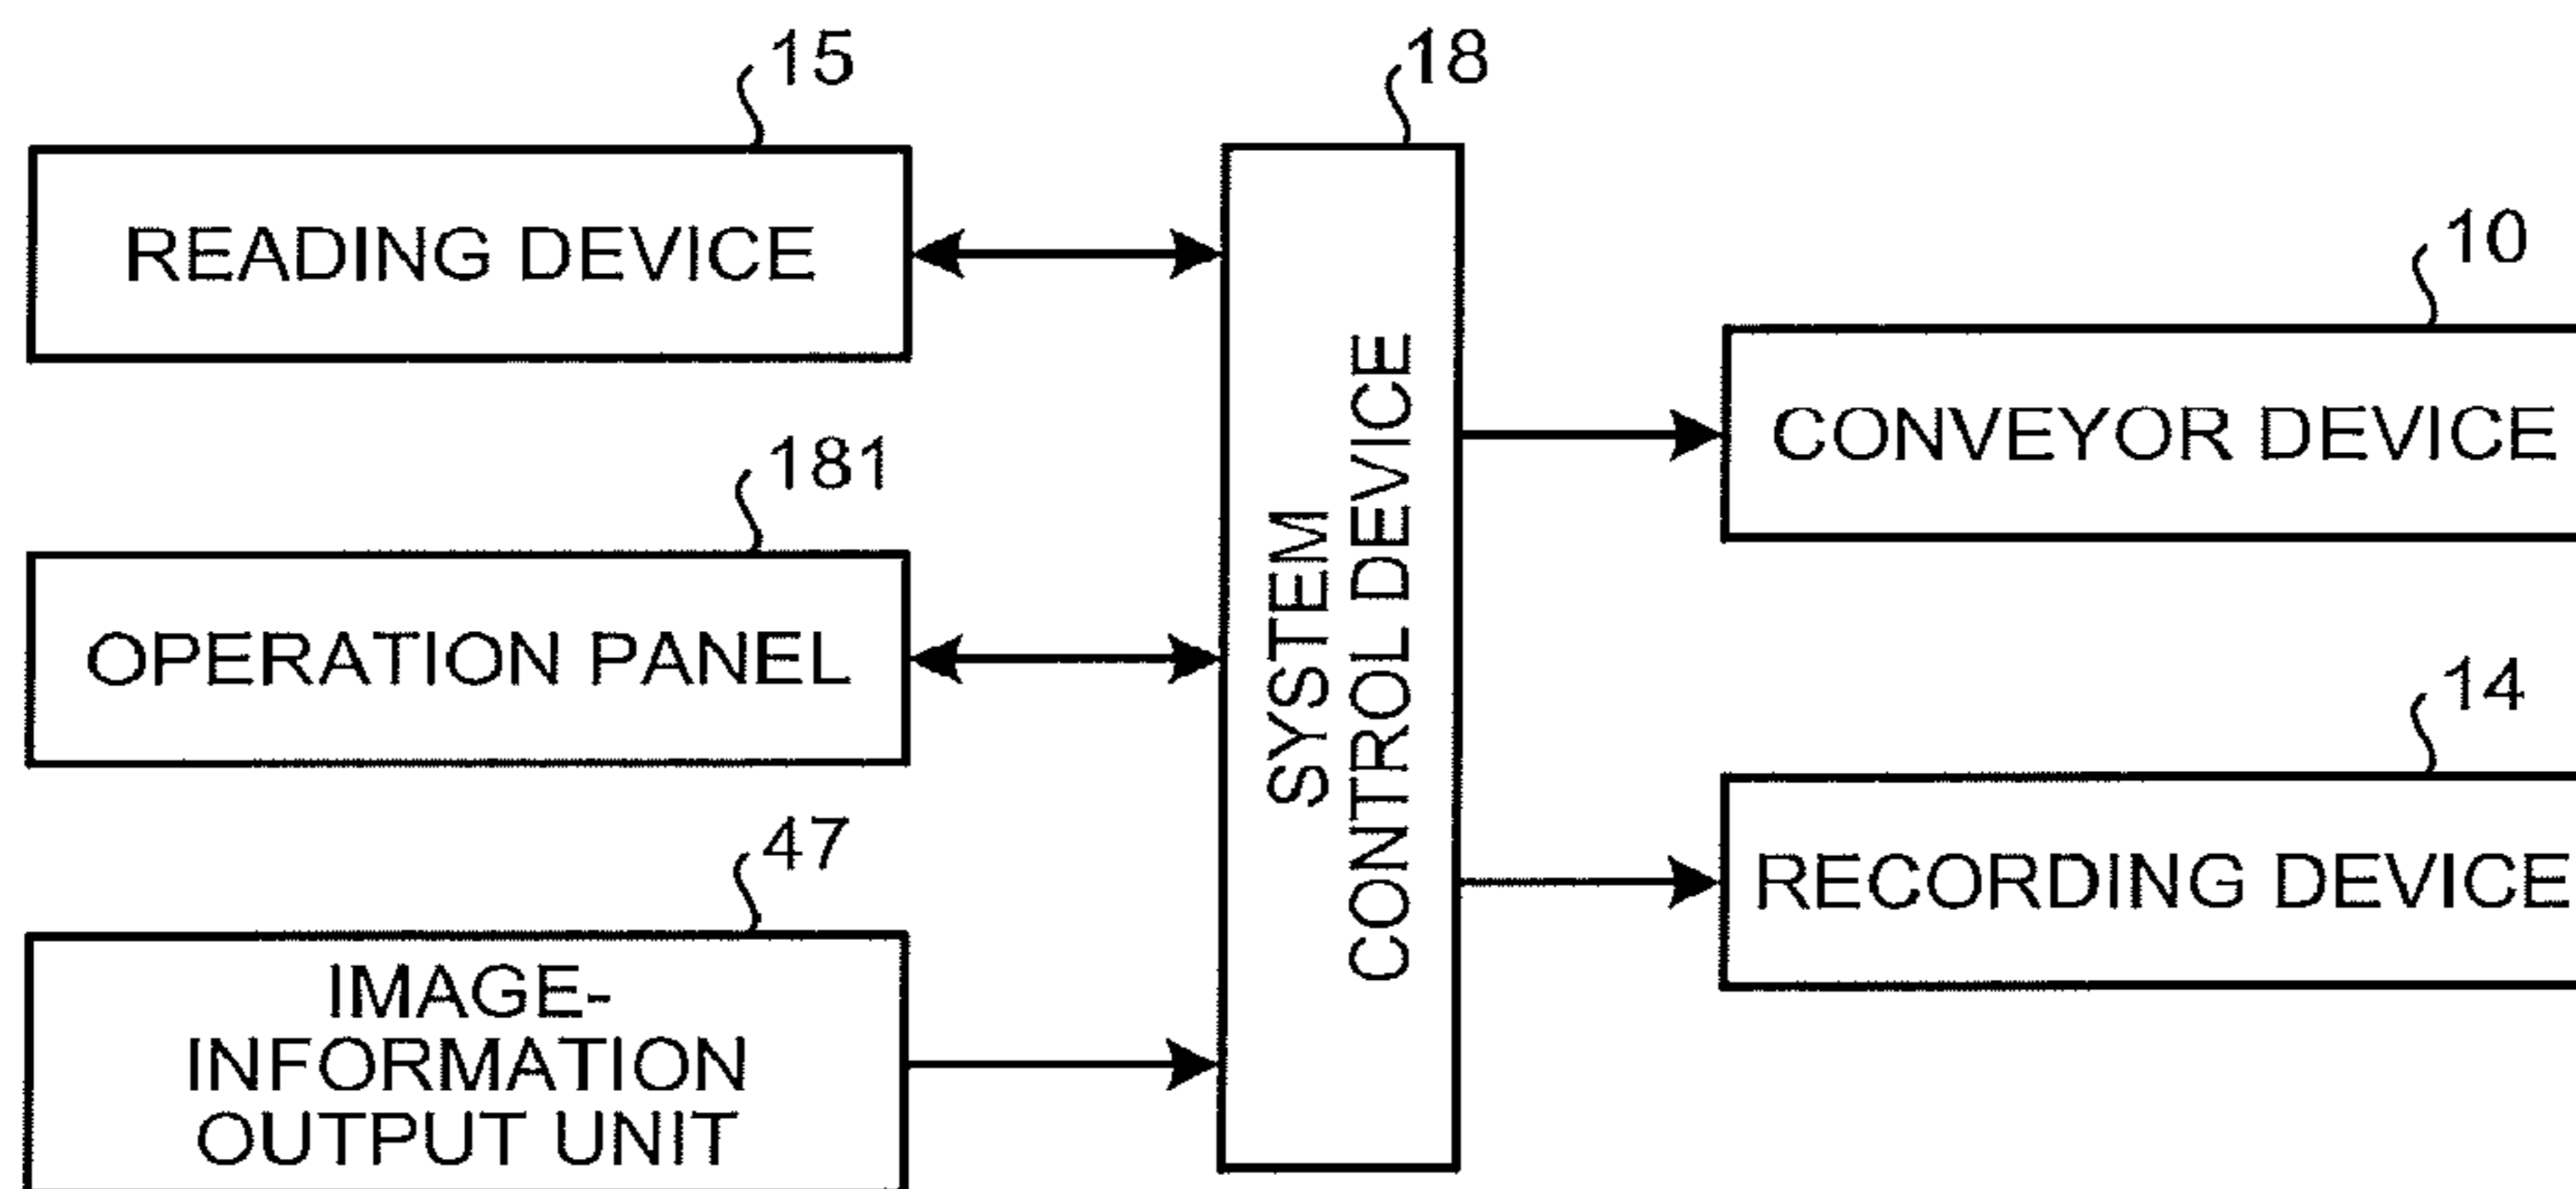 15
READING DEVICE
181
OPERATION PANEL
47
IMAGE-
INFORMATION
OUTPUT UNIT
18
SYSTEM
CONTROL DEVICE
10
CONVEYOR DEVICE
14
RECORDING DEVICE